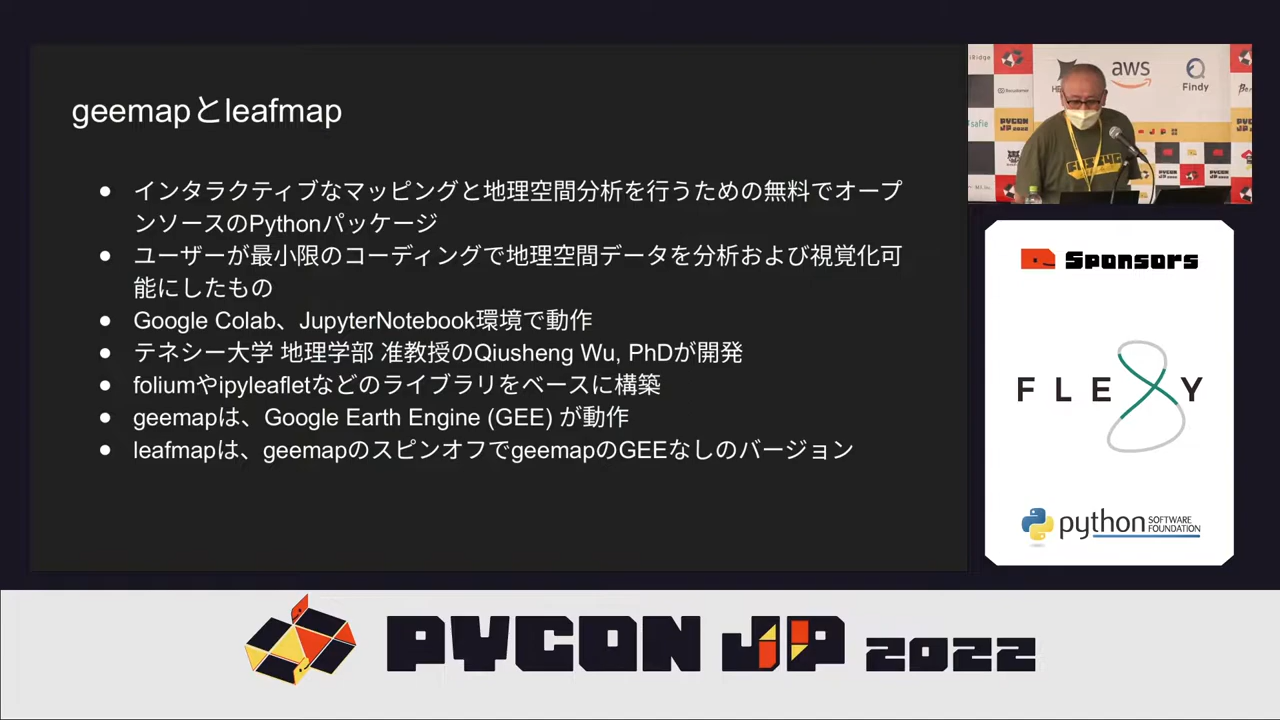 geemapとleafmap
● インタラクティブなマッピングと地理空間分析を行うための無料でオープ
ンソースのPythonパッケージ
● ユーザーが最小限のコーディングで地理空間データを分析および視覚化可
能にしたもの
● Google Colab、JupyterNotebook環境で動作
● テネシー大学 地理学部 准教授のQiusheng Wu, PhDが開発
● foliumやipyleafletなどのライブラリをベースに構築
● geemapは、Google Earth Engine (GEE) が動作
● leafmapは、geemapのスピンオフでgeemapのGEEなしのバージョン
aws
Findy
PYCON
JP 2022
Sponsors
FLEXY
python SOFTWARE
FOUNDATION
PYCON JP 2022